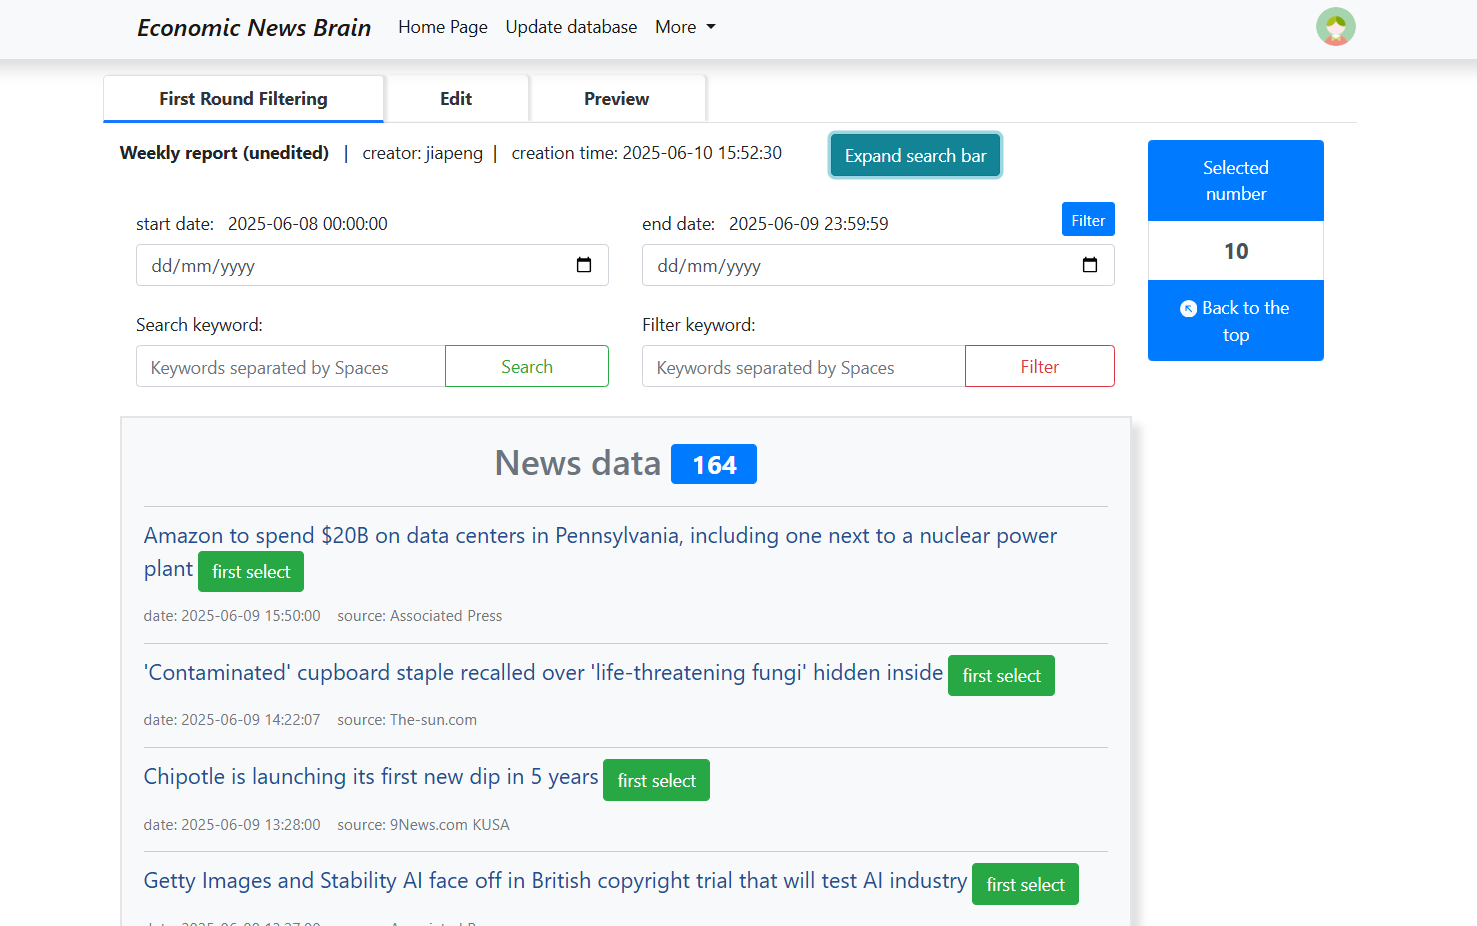 Economic News Brain Home Page Update database More
First Round Filtering Edit Preview
Weekly report (unedited) | creator: jiapeng | creation time: 2025-06-10 15:52:30 Expand search bar
Selected
number
10
Back to the
top
start date: 2025-06-08 00:00:00 end date: 2025-06-09 23:59:59 Filter
dd/mm/yyyy dd/mm/yyyy
Search keyword: Filter keyword:
Keywords separated by Spaces Search Keywords separated by Spaces Filter
News data 164
Amazon to spend $20B on data centers in Pennsylvania, including one next to a nuclear power
plant first select
date: 2025-06-09 15:50:00 source: Associated Press
'Contaminated' cupboard staple recalled over 'life-threatening fungi' hidden inside first select
date: 2025-06-09 14:22:07 source: The-sun.com
Chipotle is launching its first new dip in 5 years first select
date: 2025-06-09 13:28:00 source: 9News.com KUSA
Getty Images and Stability AI face off in British copyright trial that will test AI industry first select